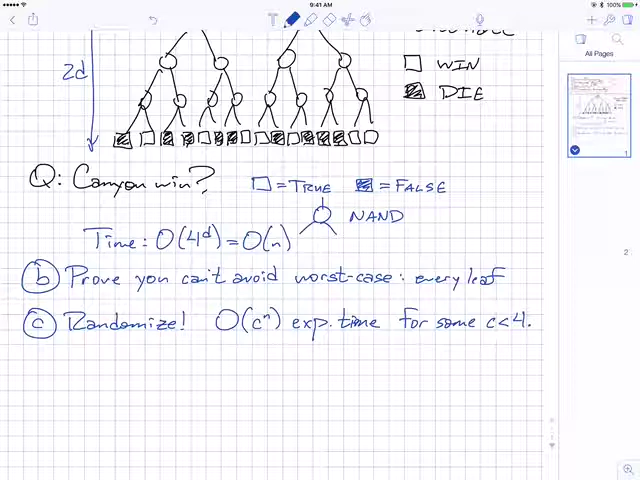 9:41 AM
100%
All Pages
WIN
2d
DIE
1
Q: Can you win?
= TRUE
= FALSE
NAND
Time: O(4^d) = O(n)
2
b Prove you can't avoid worst-case: every leaf
c Randomize! O(c^n) exp. time for some c<4.